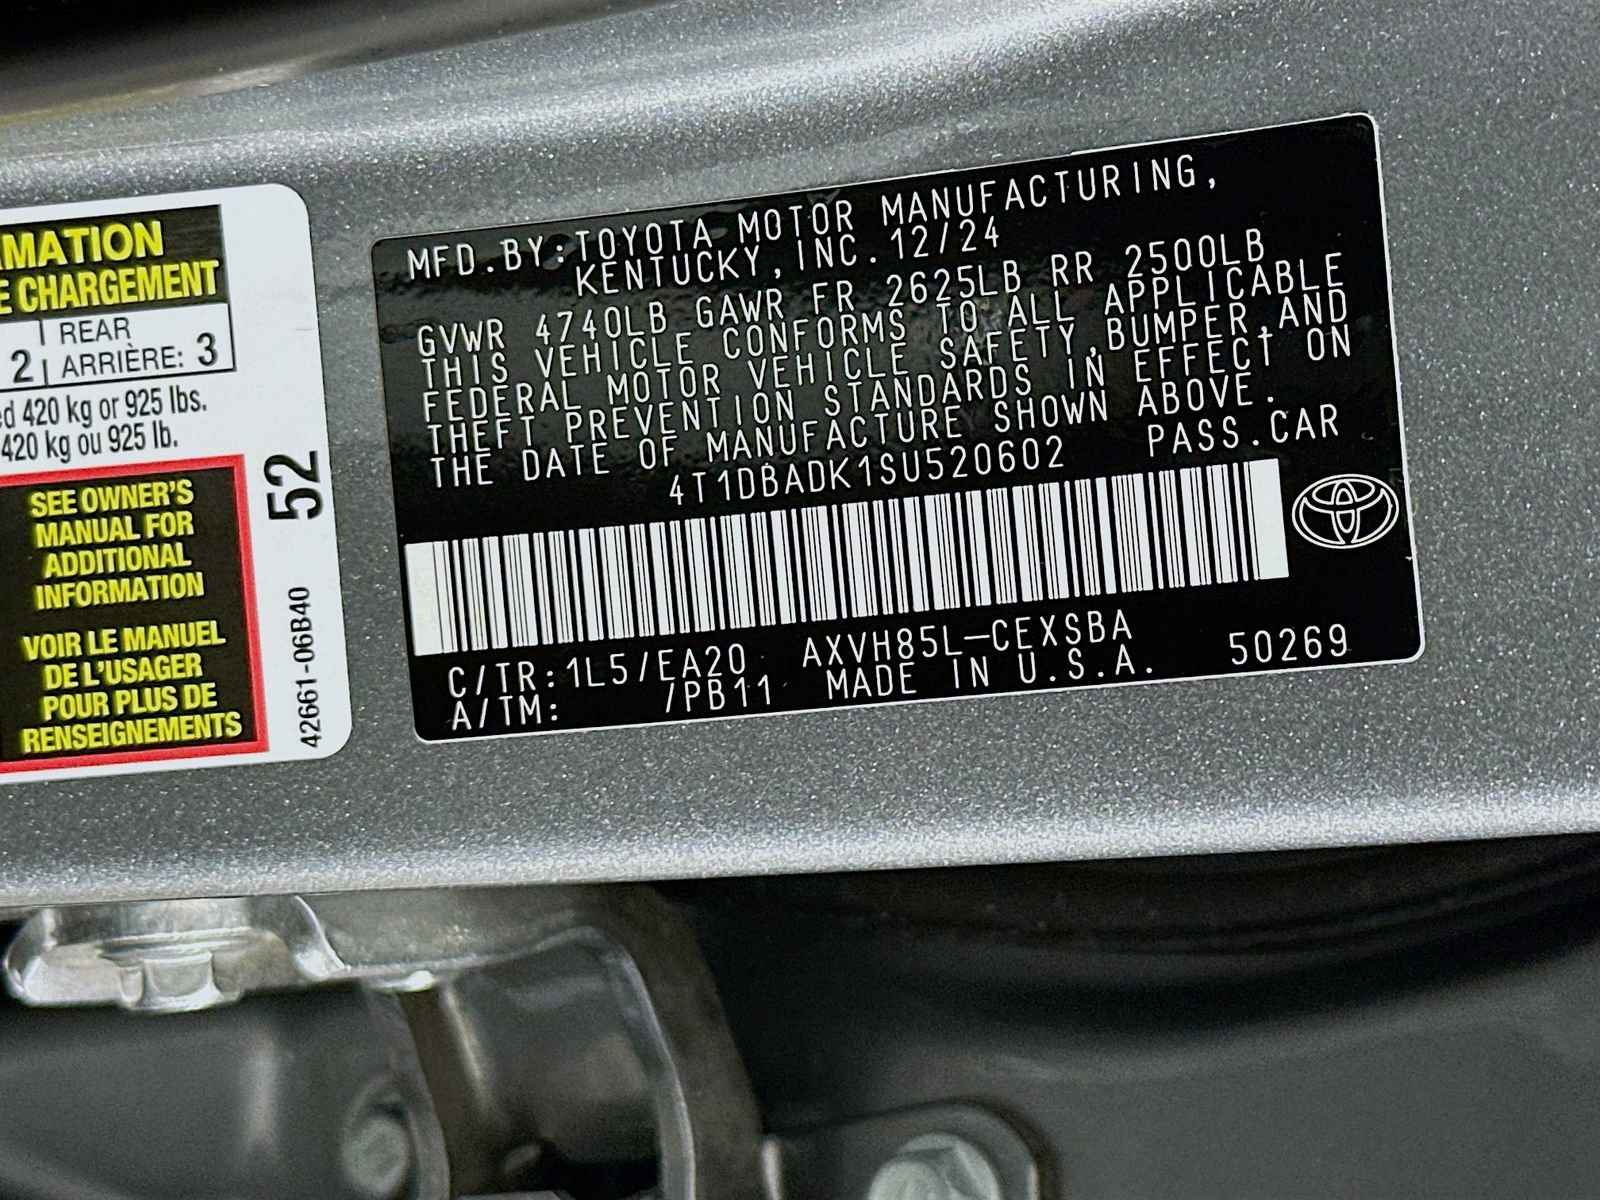 MATION
E CHARGEMENT
2 REAR
ARRIÈRE: 3
ed 420 kg or 925 lbs.
420 kg ou 925 lb.
SEE OWNER'S
MANUAL FOR
ADDITIONAL
INFORMATION
VOIR LE MANUEL
DE L'USAGER
POUR PLUS DE
RENSEIGNEMENTS
52
42661-06B40
MFD.BY:TOYOTA MOTOR MANUFACTURING,
KENTUCKY,INC.12/24
GVWR 4740LB GAWR FR 2625LB RR 2500LB
THIS VEHICLE CONFORMS TO ALL APPLICABLE
FEDERAL MOTOR VEHICLE SAFETY,BUMPER,AND
THEFT PREVENTION STANDARDS IN EFFECT ON
THE DATE OF MANUFACTURE SHOWN ABOVE.
4T1DBADK1SU520602 PASS.CAR
C/TR:1L5/EA20 AXVH85L-CEXSBA 50269
A/TM: /PB11 MADE IN U.S.A.